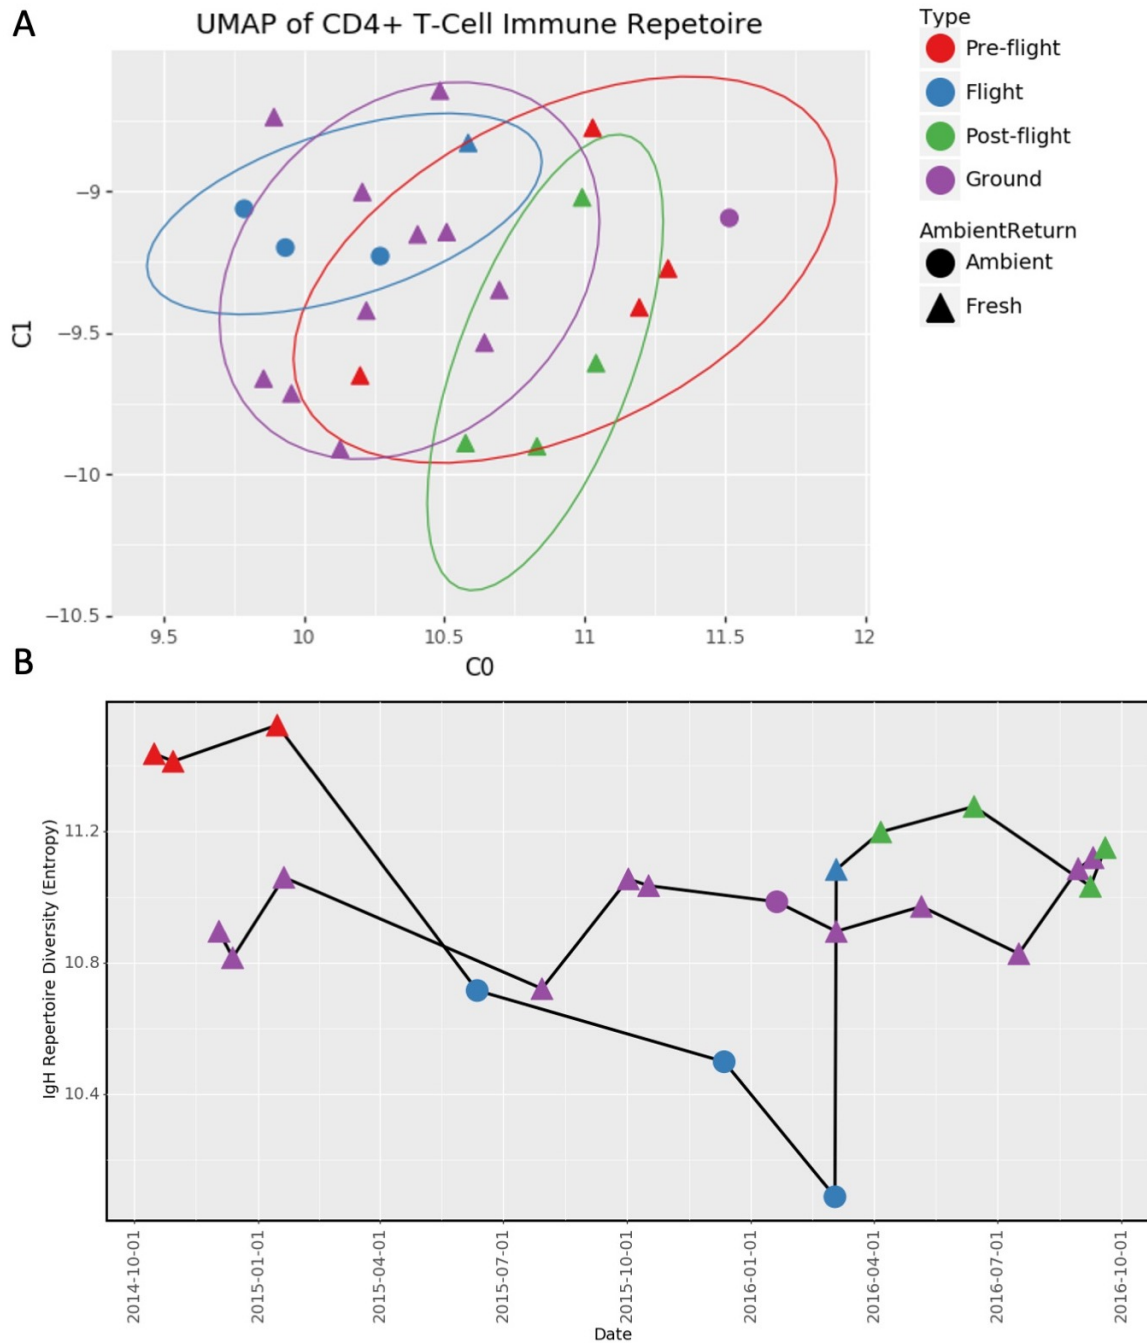 A
UMAP of CD4+ T-Cell Immune Repetoire
Type
Pre-flight
Flight
Post-flight
Ground
AmbientReturn
Ambient
Fresh
C1
−9
−9.5
−10
−10.5
9.5 10 10.5 11 11.5 12
C0
B
IgH Repertoire Diversity (Entropy)
11.2
10.8
10.4
2014-10-01
2015-01-01
2015-04-01
2015-07-01
2015-10-01
2016-01-01
2016-04-01
2016-07-01
2016-10-01
Date